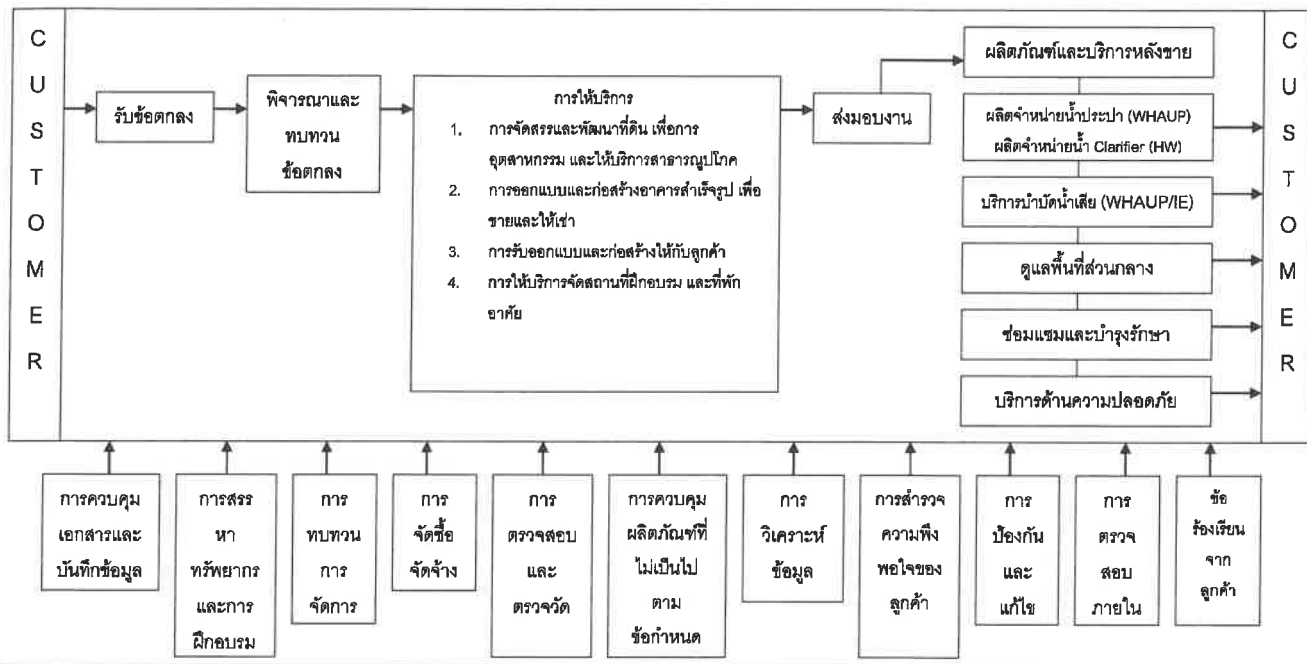 C
U
S
T
O
M
E
R
รับข้อตกลง
พิจารณาและ
ทบทวน
ข้อตกลง
การให้บริการ
1. การจัดสรรและพัฒนาที่ดิน เพื่อการ
อุตสาหกรรม และให้บริการสาธารณูปโภค
2. การออกแบบและก่อสร้างอาคารสำเร็จรูป เพื่อ
ขายและให้เช่า
3. การรับออกแบบและก่อสร้างให้กับลูกค้า
4. การให้บริการจัดสถานที่ฝึกอบรม และที่พัก
อาศัย
ส่งมอบงาน
ผลิตภัณฑ์และบริการหลังขาย
ผลิตจำหน่ายน้ำประปา (WHAUP)
ผลิตจำหน่ายน้ำ Clarifier (HW)
บริการบำบัดน้ำเสีย (WHAUP/IE)
ดูแลพื้นที่ส่วนกลาง
ซ่อมแซมและบำรุงรักษา
บริการด้านความปลอดภัย
C
U
S
T
O
M
E
R
การควบคุม
เอกสารและ
บันทึกข้อมูล
การสรร
หา
ทรัพยากร
และการ
ฝึกอบรม
การ
ทบทวน
การ
จัดการ
การ
จัดซื้อ
จัดจ้าง
การ
ตรวจสอบ
และ
ตรวจวัด
การควบคุม
ผลิตภัณฑ์ที่
ไม่เป็นไป
ตาม
ข้อกำหนด
การ
วิเคราะห์
ข้อมูล
การสำรวจ
ความพึง
พอใจของ
ลูกค้า
การ
ป้องกัน
และ
แก้ไข
การ
ตรวจ
สอบ
ภายใน
ข้อ
ร้องเรียน
จาก
ลูกค้า